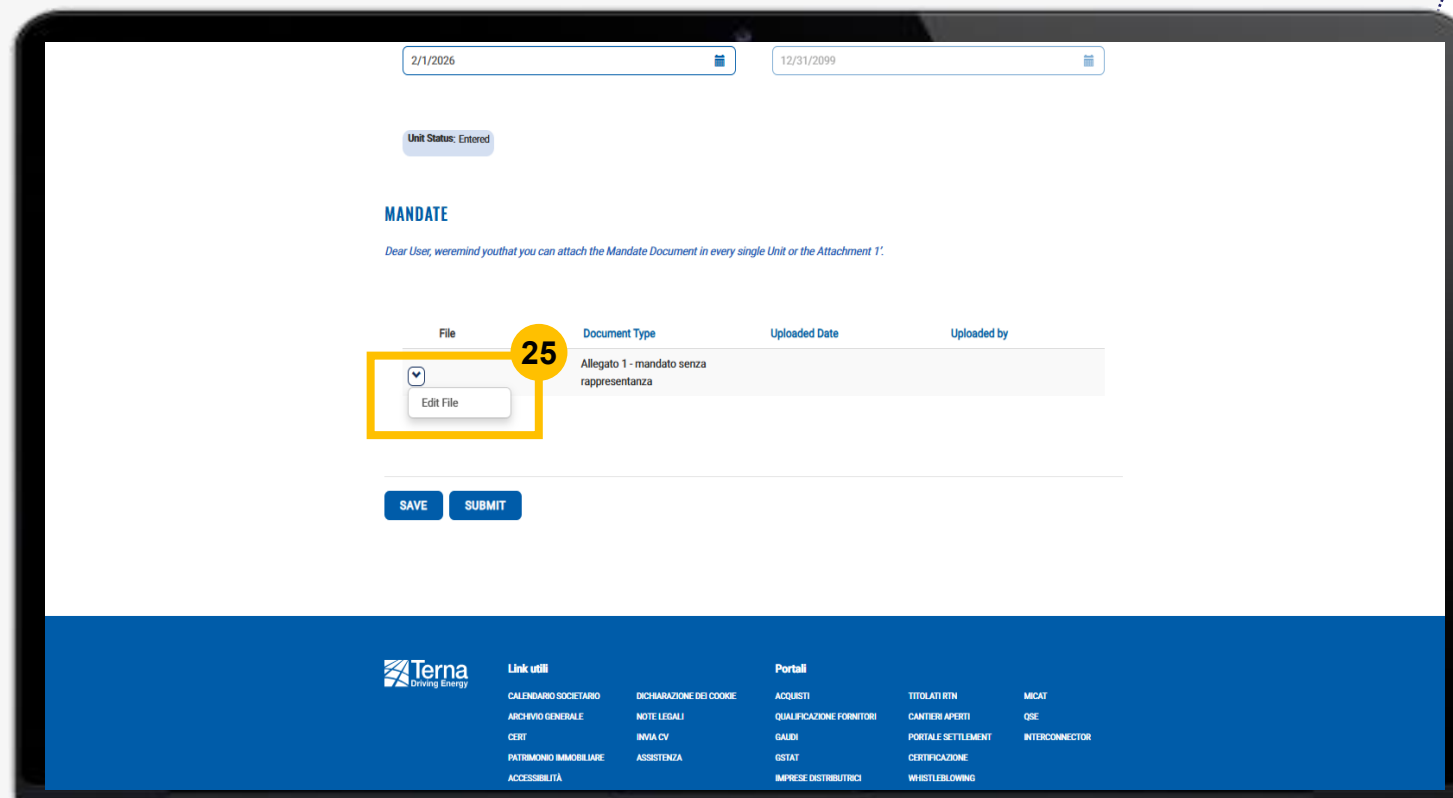 2/1/2026
12/31/2099
Unit Status: Entered
MANDATE
Dear User, weremind youthat you can attach the Mandate Document in every single Unit or the Attachment 1'.
File
Document Type
Uploaded Date
Uploaded by
25
Allegato 1 - mandato senza
rappresentanza
Edit File
SAVE
SUBMIT
Terna
Driving Energy
Link utili
CALENDARIO SOCIETARIO
DICHIARAZIONE DEI COOKIE
ARCHIVIO GENERALE
NOTE LEGALI
CERT
INVIA CV
PATRIMONIO IMMOBILIARE
ASSISTENZA
ACCESSIBILITÀ
Portali
ACQUISTI
TITOLATI RTN
MICAT
QUALIFICAZIONE FORNITORI
CANTIERI APERTI
QSE
GAUDI
PORTALE SETTLEMENT
INTERCONNECTOR
GSTAT
CERTIFICAZIONE
IMPRESE DISTRIBUTRICI
WHISTLEBLOWING